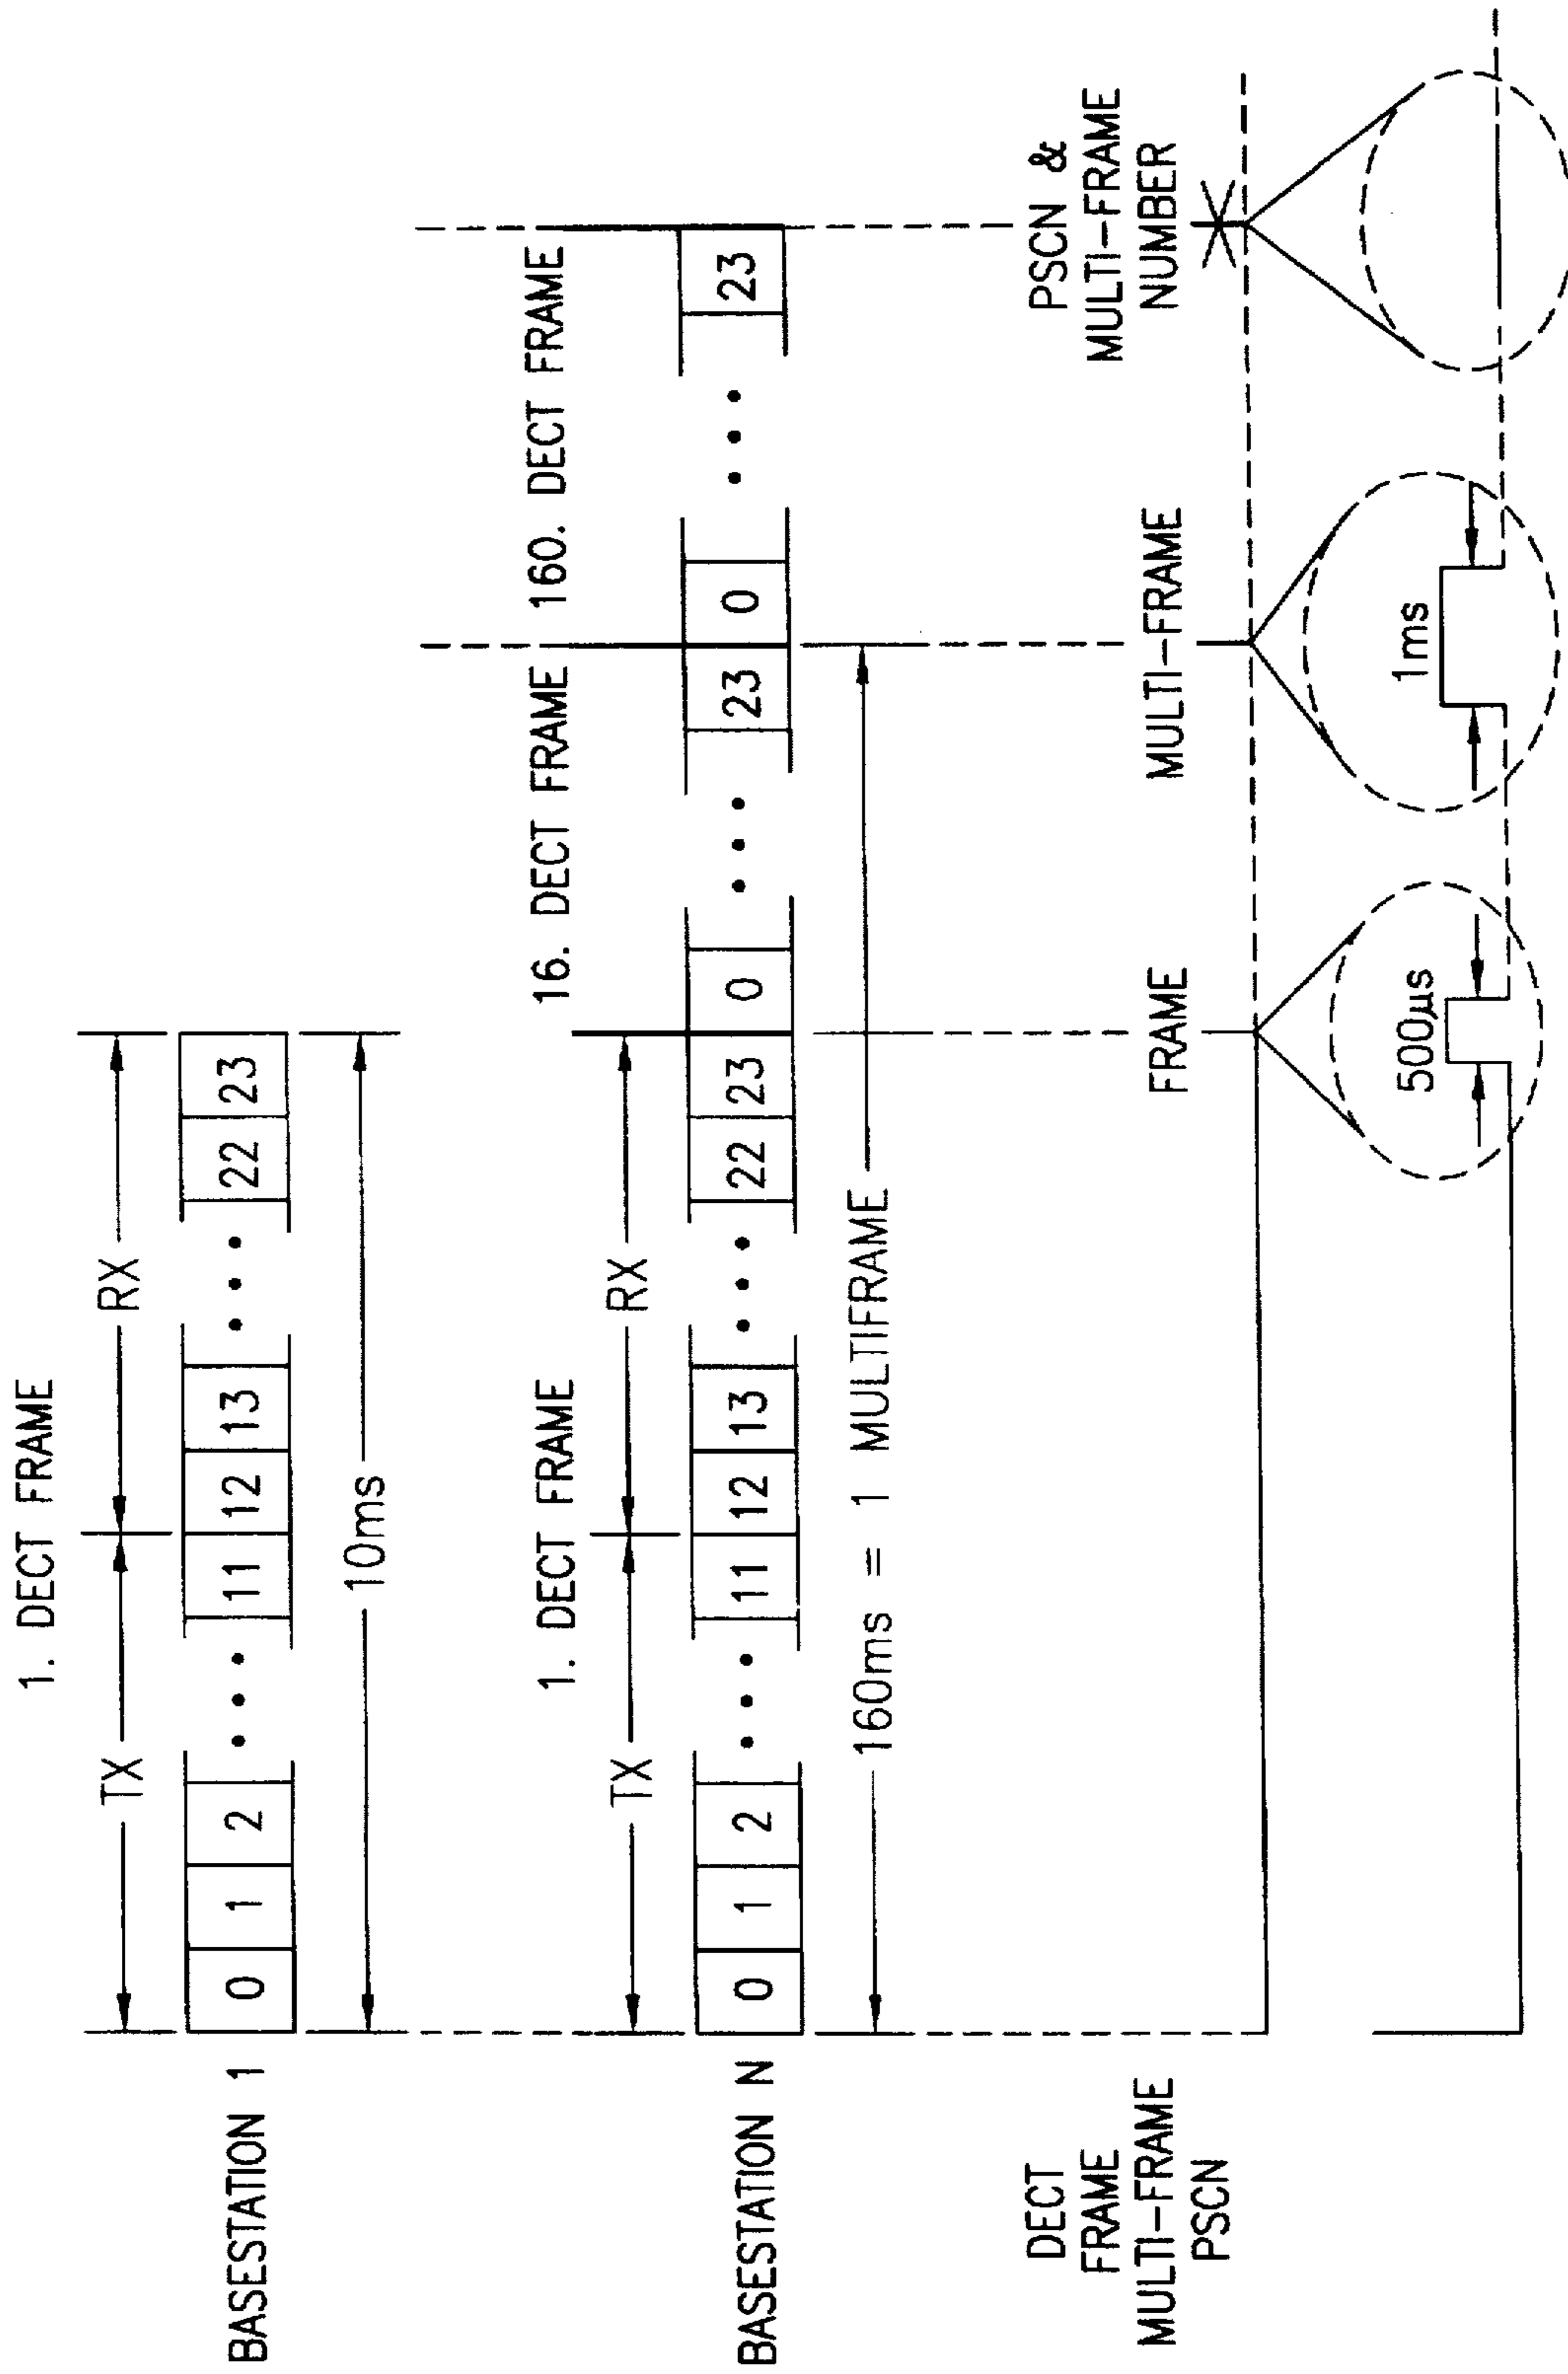 1. DECT FRAME
TX
RX
BASESTATION 1
0 1 2 ••• 11 12 13 ••• 22 23
10ms
1. DECT FRAME
16. DECT FRAME
160. DECT FRAME
TX
RX
BASESTATION N
0 1 2 ••• 11 12 13 ••• 22 23 0 ••• 23 0 ••• 23
160ms = 1 MULTIFRAME
DECT
FRAME
MULTI-FRAME
PSCN
FRAME
MULTI-FRAME
PSCN &
MULTI-FRAME
NUMBER
500μs
1ms